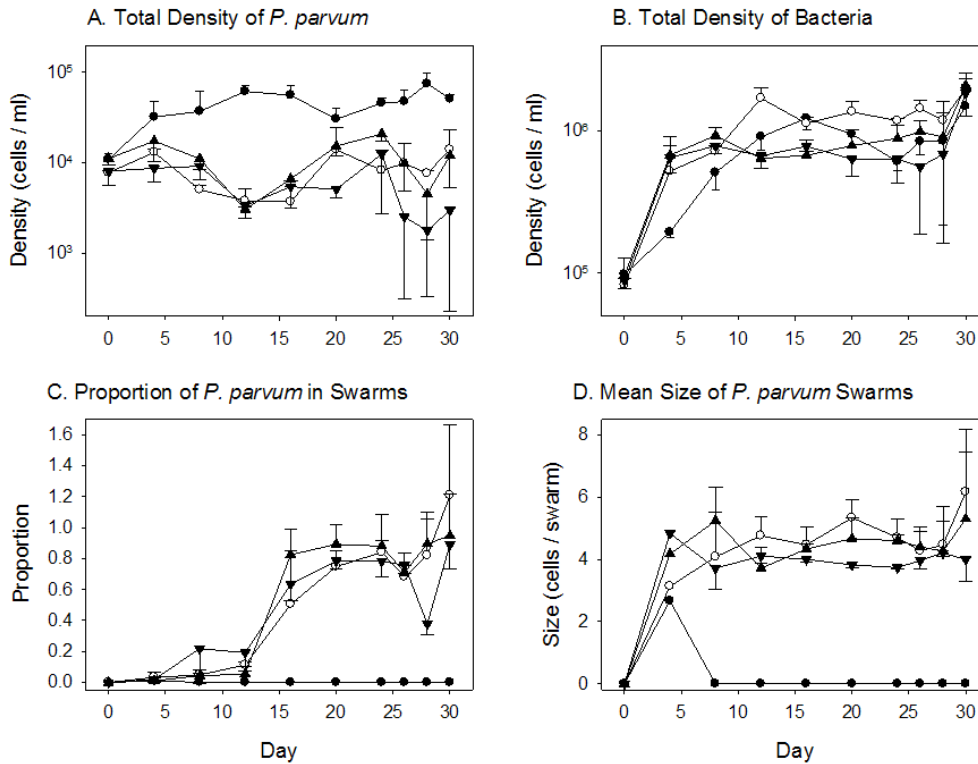 A. Total Density of P. parvum
B. Total Density of Bacteria
Density (cells / ml)
10⁵
10⁴
10³
0 5 10 15 20 25 30
Density (cells / ml)
10⁶
10⁵
0 5 10 15 20 25 30
C. Proportion of P. parvum in Swarms
D. Mean Size of P. parvum Swarms
Proportion
1.6
1.4
1.2
1.0
0.8
0.6
0.4
0.2
0.0
0 5 10 15 20 25 30
Day
Size (cells / swarm)
8
6
4
2
0
0 5 10 15 20 25 30
Day